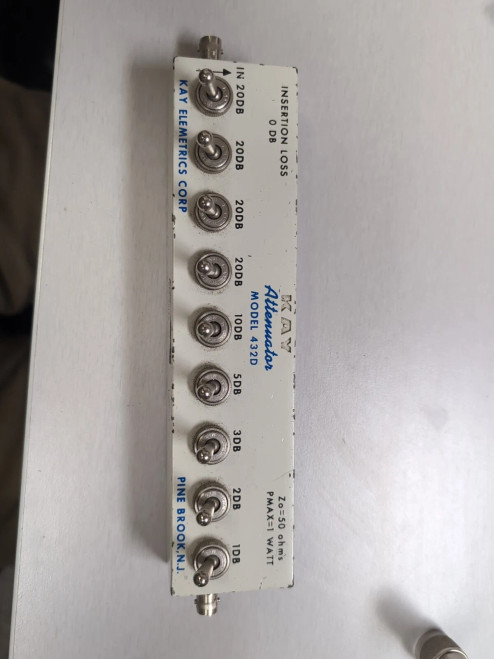 INSERTION LOSS
0 DB
KAY
Attenuator
MODEL 432D
Zo=50 ohms
PMAX=1 WATT
IN 20DB 20DB 20DB 20DB 10DB 5DB 3DB 2DB 1DB
KAY ELEMETRICS CORP
PINE BROOK,N.J.